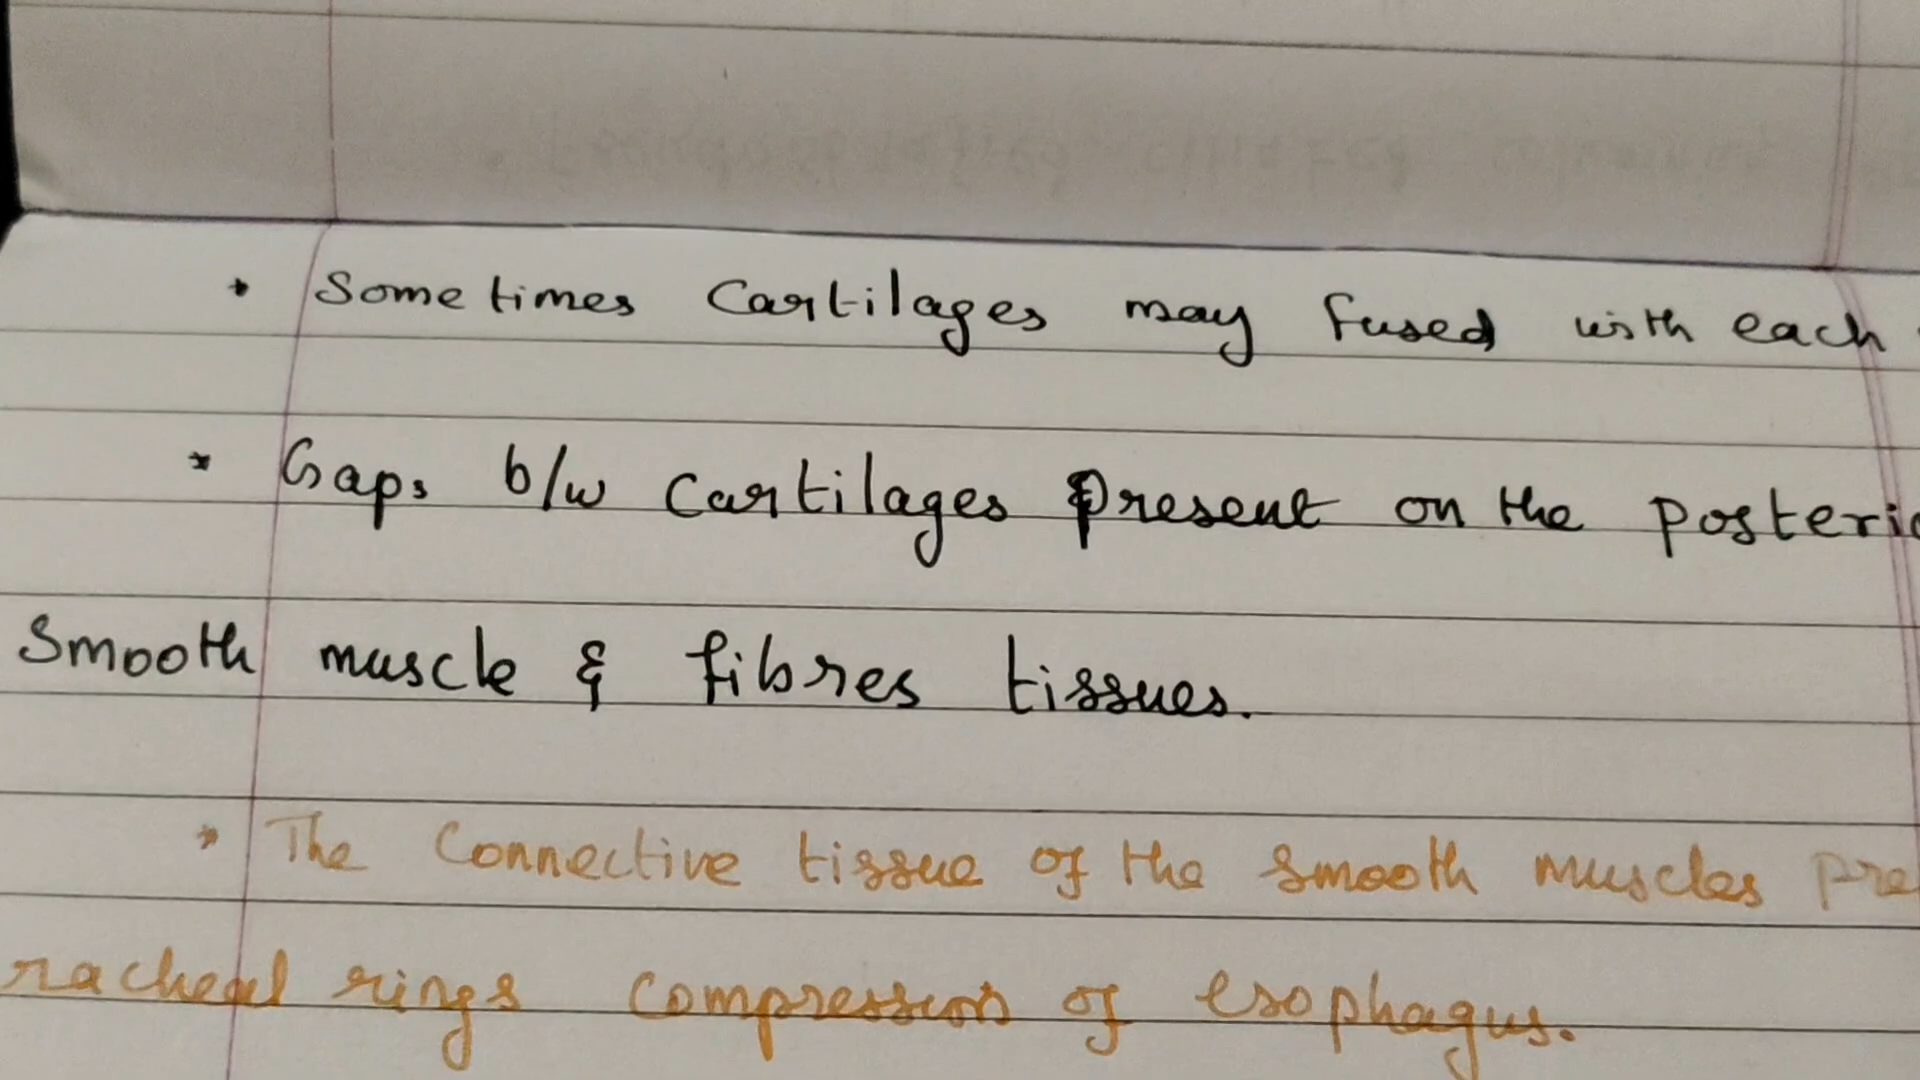 * Some times Cartilages may fused with each
* Gaps b/w Cartilages present on the posterio
Smooth muscle & fibres tissues.
* The Connective tissue of the smooth muscles pre
racheal rings compression of esophagus.